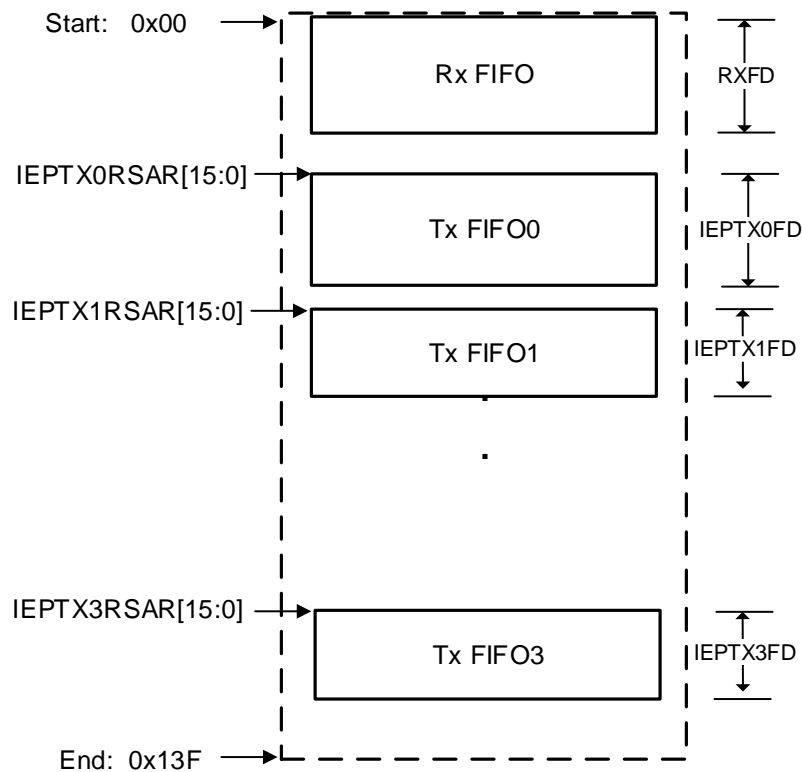 Start: 0x00
Rx FIFO
RXFD
IEPTX0RSAR[15:0]
Tx FIFO0
IEPTX0FD
IEPTX1RSAR[15:0]
Tx FIFO1
IEPTX1FD
.
.
IEPTX3RSAR[15:0]
Tx FIFO3
IEPTX3FD
End: 0x13F